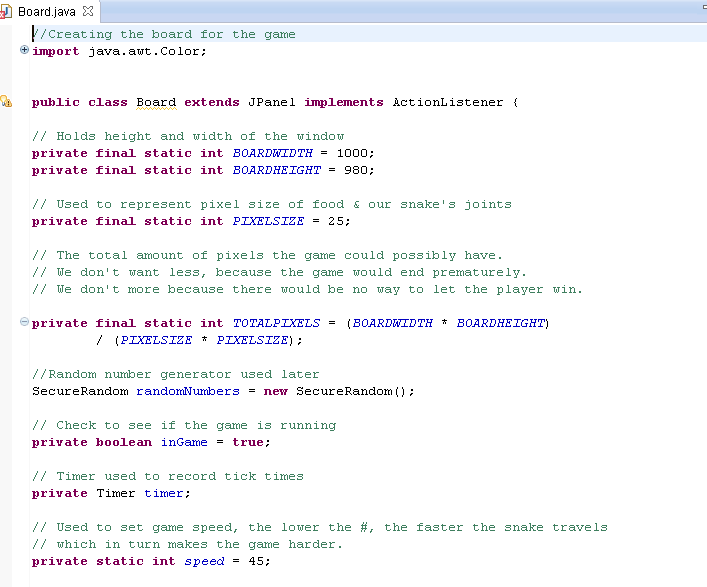 Board.java
//Creating the board for the game
import java.awt.Color;
public class Board extends JPanel implements ActionListener {
// Holds height and width of the window
private final static int BOARDWIDTH = 1000;
private final static int BOARDHEIGHT = 980;
// Used to represent pixel size of food & our snake's joints
private final static int PIXELSIZE = 25;
// The total amount of pixels the game could possibly have.
// We don't want less, because the game would end prematurely.
// We don't more because there would be no way to let the player win.
private final static int TOTALPIXELS = (BOARDWIDTH * BOARDHEIGHT)
/ (PIXELSIZE * PIXELSIZE);
//Random number generator used later
SecureRandom randomNumbers = new SecureRandom();
// Check to see if the game is running
private boolean inGame = true;
// Timer used to record tick times
private Timer timer;
// Used to set game speed, the lower the #, the faster the snake travels
// which in turn makes the game harder.
private static int speed = 45;